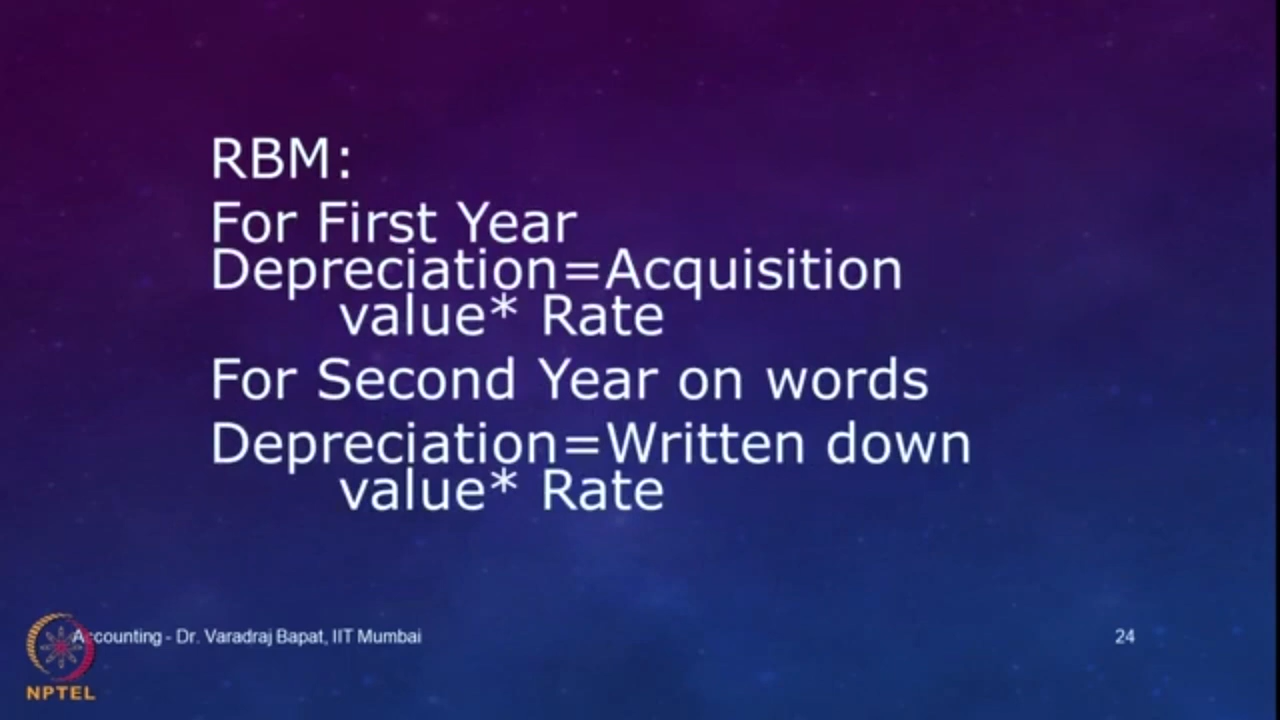 RBM:
For First Year
Depreciation=Acquisition
value* Rate
For Second Year on words
Depreciation=Written down
value* Rate
Accounting - Dr. Varadraj Bapat, IIT Mumbai
24
NPTEL